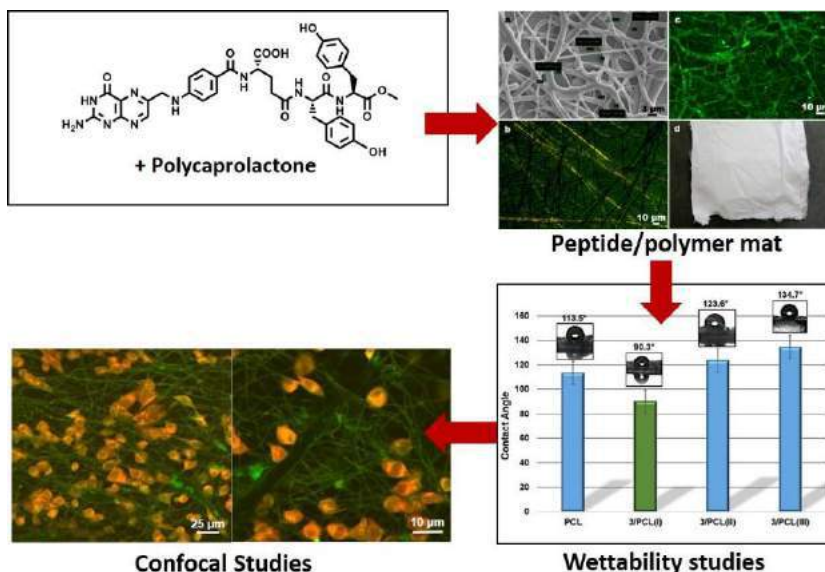 COOH
OH
O
O
O
HN
N
N
N
H
N
H
N
H
O
O
O
H
N
O
H2N
N
N
OH
+ Polycaprolactone
a
c
1 µm
10 µm
b
d
10 µm
Peptide/polymer mat
134.7°
123.6°
113.5°
90.3°
160
140
120
100
80
60
40
20
0
Contact Angle
PCL
3/PCL(I)
3/PCL(II)
3/PCL(III)
Wettability studies
25 µm
10 µm
Confocal Studies